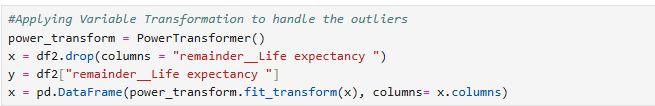 #Applying Variable Transformation to handle the outliers
power_transform = PowerTransformer()
x = df2.drop(columns = "remainder__Life expectancy ")
y = df2["remainder__Life expectancy "]
x = pd.DataFrame(power_transform.fit_transform(x), columns= x.columns)